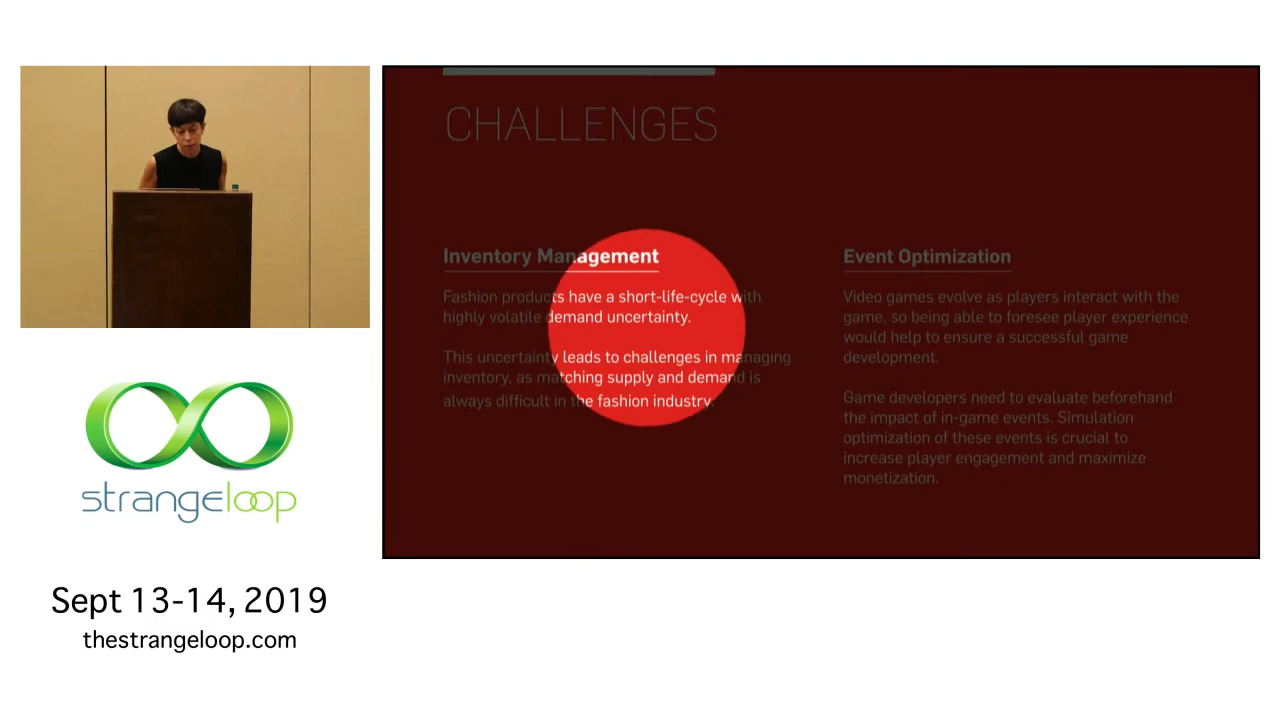 CHALLENGES
Inventory Management
Fashion products have a short-life-cycle with
highly volatile demand uncertainty.
This uncertainty leads to challenges in managing
inventory, as matching supply and demand is
always difficult in the fashion industry.
Event Optimization
Video games evolve as players interact with the
game, so being able to foresee player experience
would help to ensure a successful game
development.
Game developers need to evaluate beforehand
the impact of in-game events. Simulation
optimization of these events is crucial to
increase player engagement and maximize
monetization.
strangeloop
Sept 13-14, 2019
thestrangeloop.com